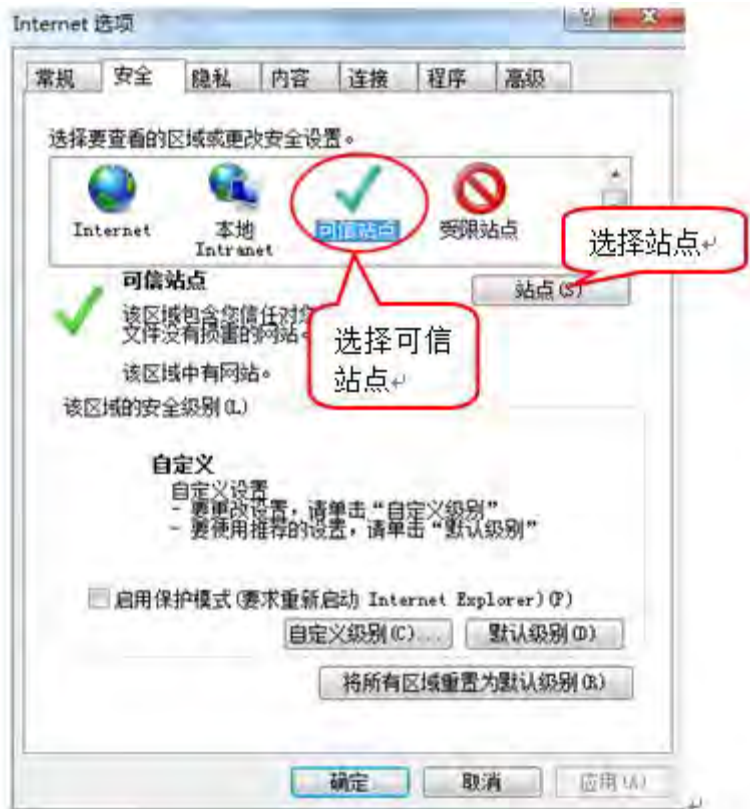 Internet 选项
常规 安全 隐私 内容 连接 程序 高级
选择要查看的区域或更改安全设置。
Internet
本地
Intranet
可信站点
受限站点
选择站点
可信站点
站点(S)
该区域包含您信任对您
文件没有损害的网站。
选择可信
站点
该区域中有网站。
该区域的安全级别(L)
自定义
自定义设置
- 要更改设置，请单击“自定义级别”
- 要使用推荐的设置，请单击“默认级别”
启用保护模式(要求重新启动 Internet Explorer)(P)
自定义级别(C)... 默认级别(D)
将所有区域重置为默认级别(R)
确定 取消 应用(A)